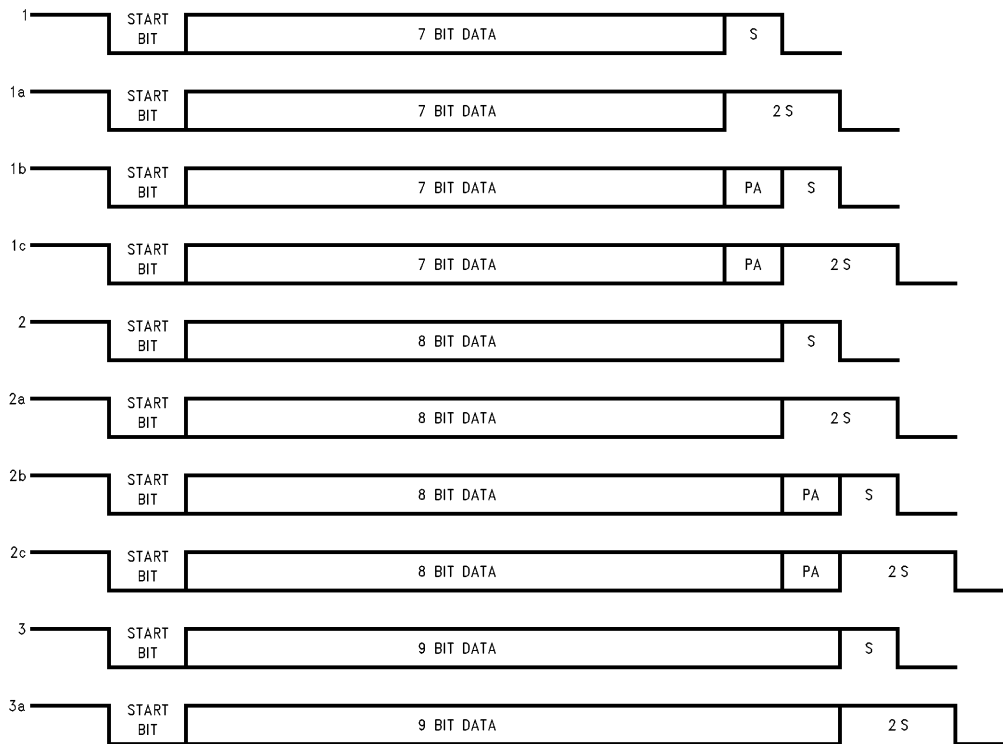 1 START BIT 7 BIT DATA S
1a START BIT 7 BIT DATA 2 S
1b START BIT 7 BIT DATA PA S
1c START BIT 7 BIT DATA PA 2 S
2 START BIT 8 BIT DATA S
2a START BIT 8 BIT DATA 2 S
2b START BIT 8 BIT DATA PA S
2c START BIT 8 BIT DATA PA 2 S
3 START BIT 9 BIT DATA S
3a START BIT 9 BIT DATA 2 S